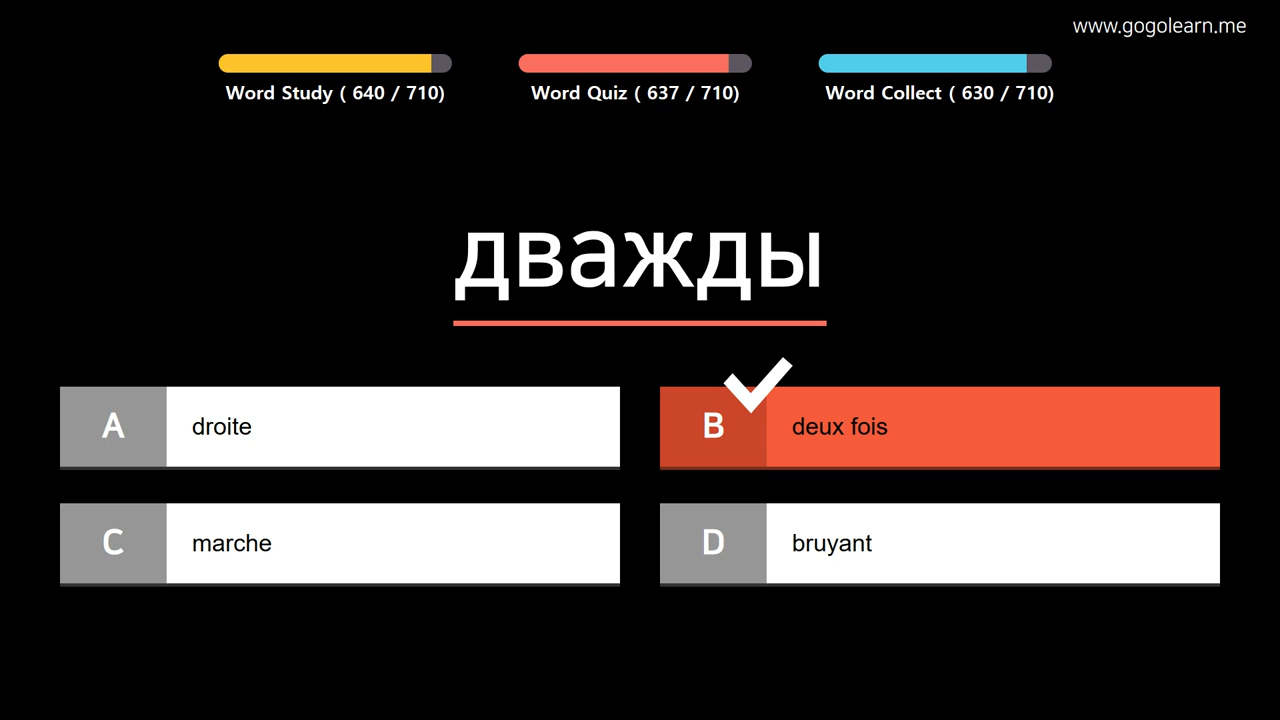 www.gogolearn.me
Word Study ( 640 / 710)
Word Quiz ( 637 / 710)
Word Collect ( 630 / 710)
дважды
A
droite
B
deux fois
C
marche
D
bruyant